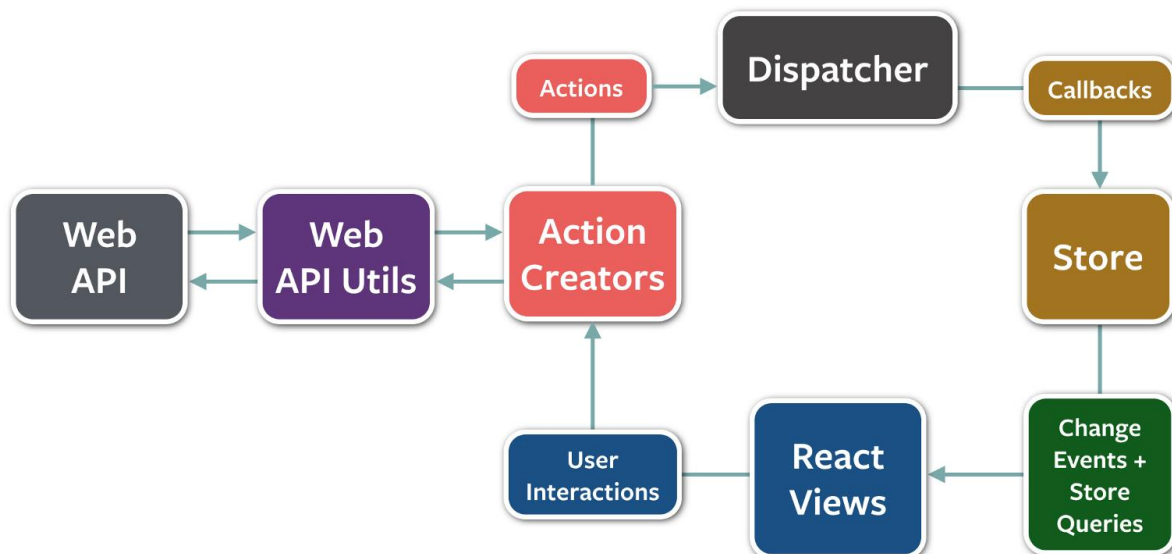 Dispatcher
Actions
Callbacks
Web
API
Web
API Utils
Action
Creators
Store
User
Interactions
React
Views
Change
Events +
Store
Queries